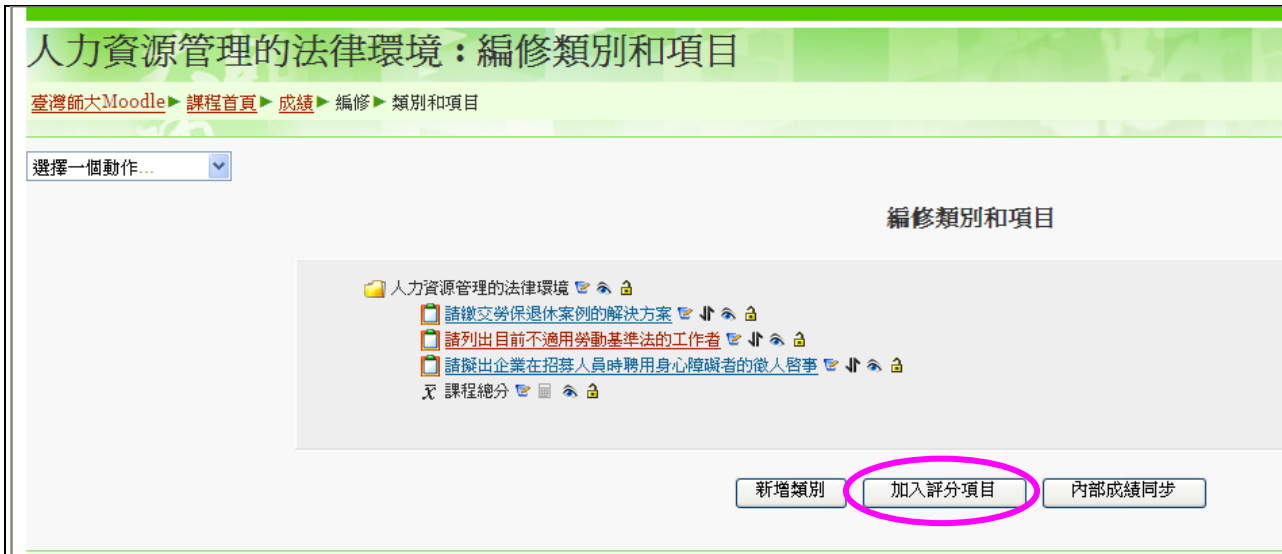 人力資源管理的法律環境：編修類別和項目
臺灣師大Moodle▶ 課程首頁▶ 成績▶ 編修▶ 類別和項目
選擇一個動作...
編修類別和項目
人力資源管理的法律環境
請繳交勞保退休案例的解決方案
請列出目前不適用勞動基準法的工作者
請擬出企業在招募人員時聘用身心障礙者的徵人啓事
x̅ 課程總分
新增類別 加入評分項目 內部成績同步